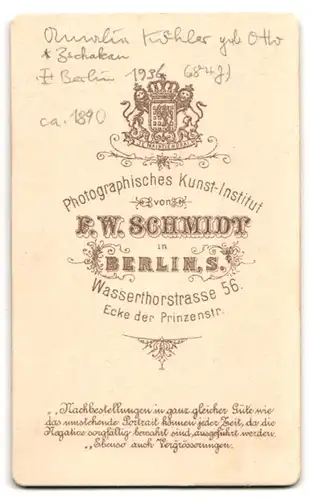 Köhler geb. Otto
* Zschakau
† Berlin 1936 68 J)
ca. 1890
Photographisches Kunst-Institut
von
F. W. SCHMIDT
in
BERLIN, S.
Wasserthorstrasse 56.
Ecke der Prinzenstr.
„Nachbestellungen in ganz gleicher Güte wie
das umstehende Portrait können jeder Zeit, da die
Negative sorgfältig bewahrt sind, ausgeführt werden.
„Ebenso auch Vergrösserungen.